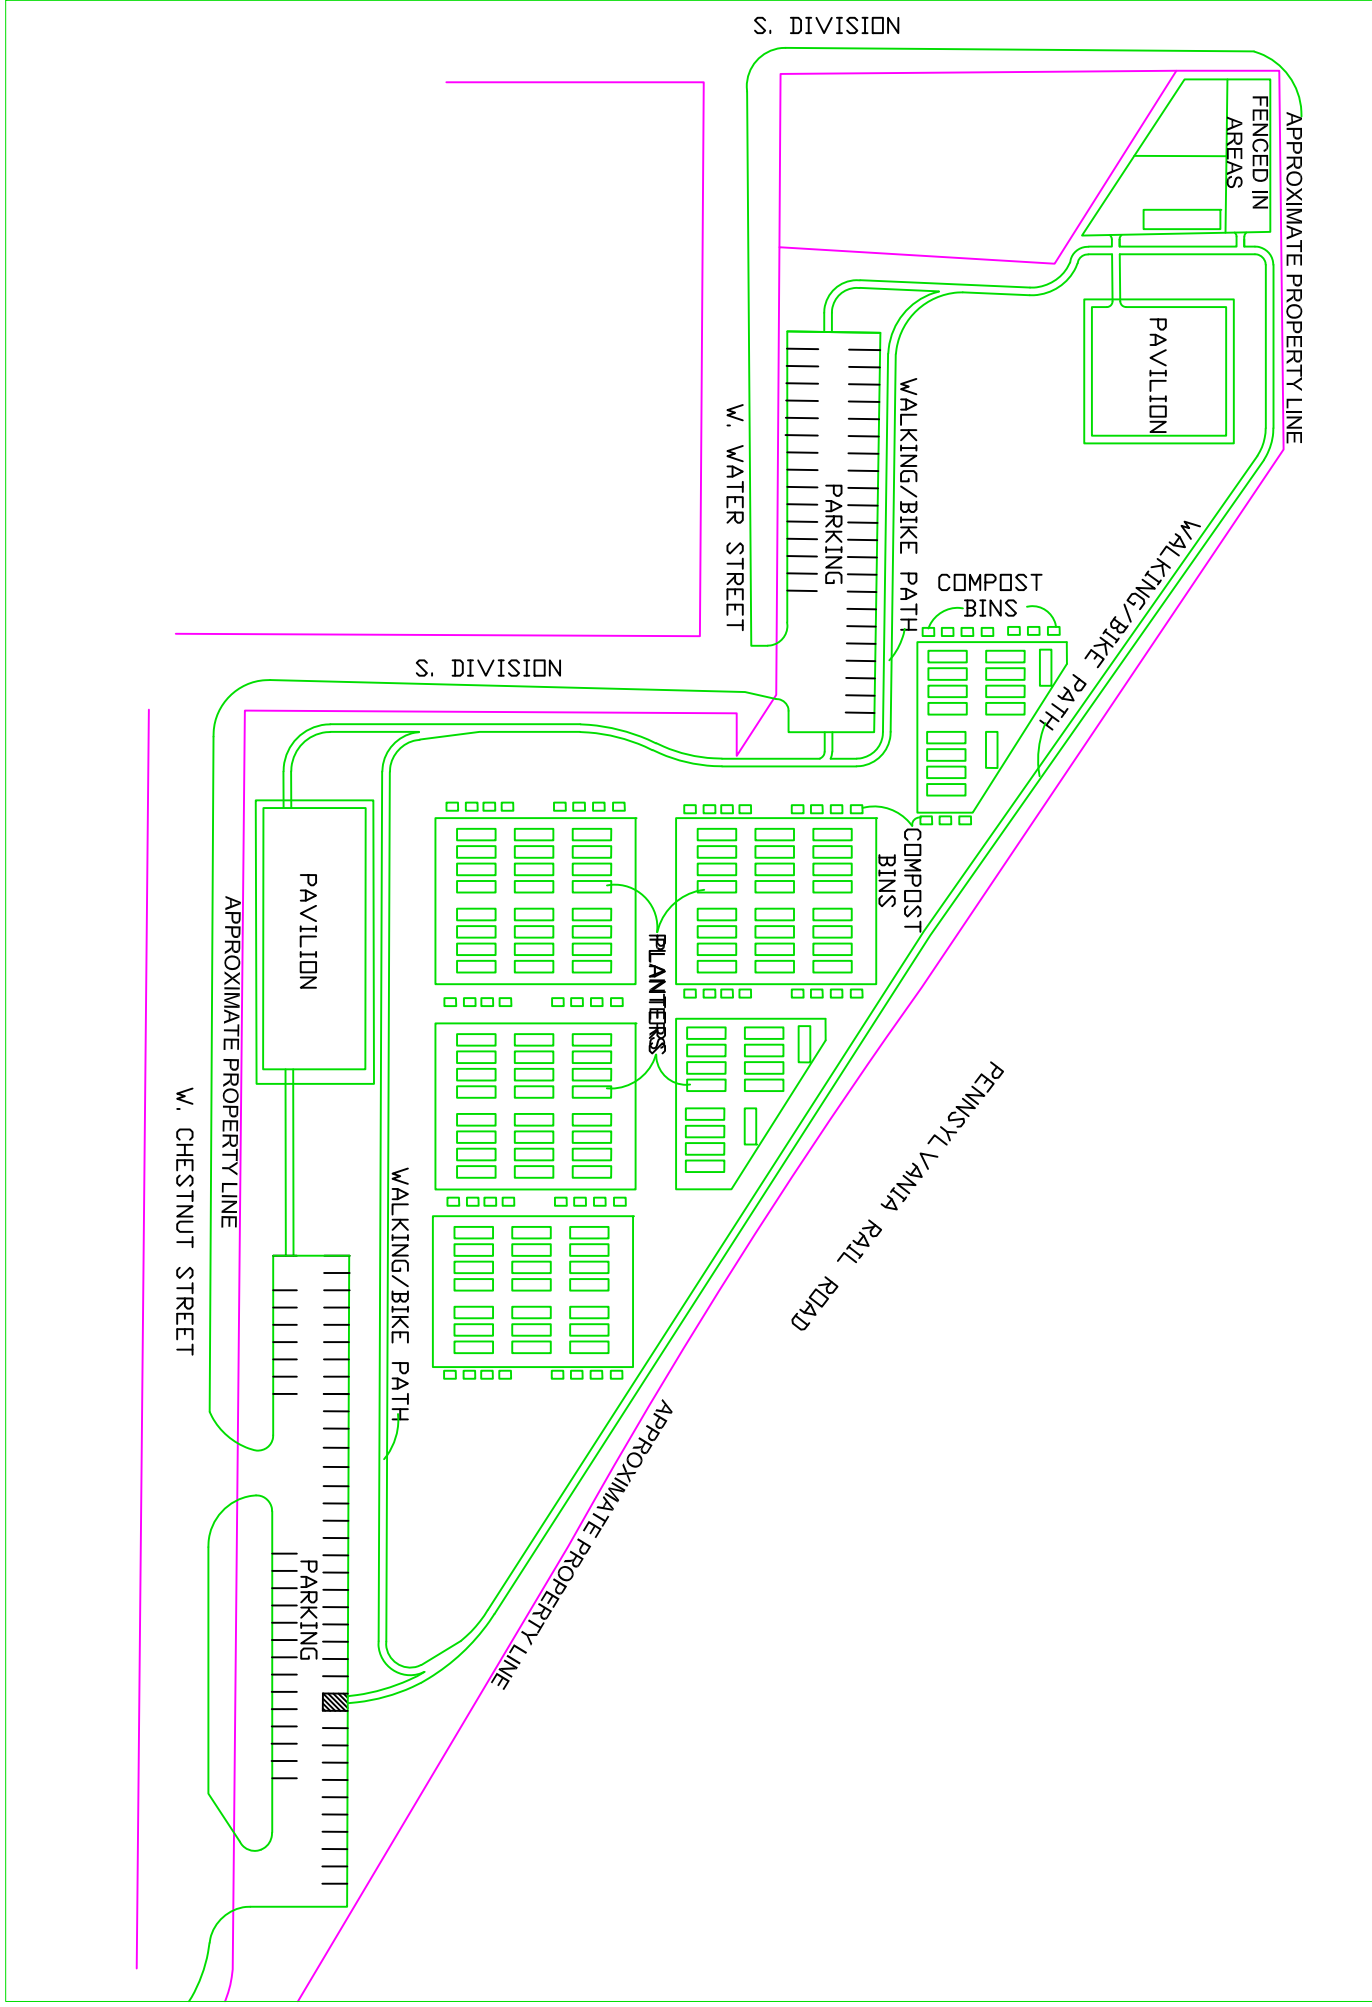 S. DIVISION
FENCED IN
AREAS
APPROXIMATE PROPERTY LINE
PAVILION
WALKING/BIKE PATH
W. WATER STREET
PARKING
WALKING/BIKE PATH
COMPOST
BINS
S. DIVISION
COMPOST
BINS
PAVILION
APPROXIMATE PROPERTY LINE
PLANTERS
W. CHESTNUT STREET
WALKING/BIKE PATH
PENNSYLVANIA RAIL ROAD
APPROXIMATE PROPERTY LINE
PARKING